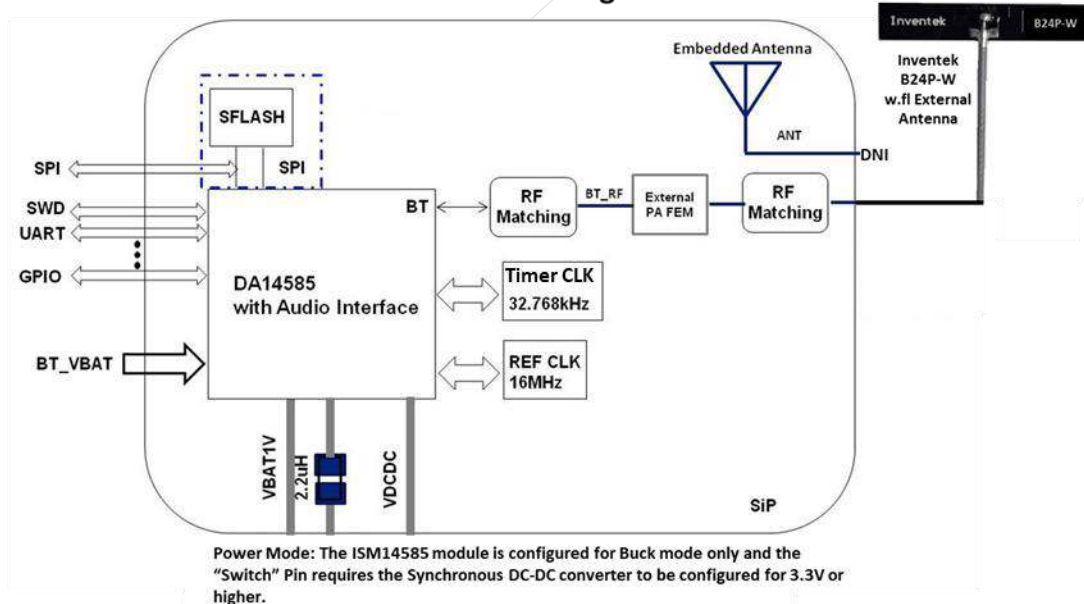 Inventek
B24P-W
Embedded Antenna
Inventek
B24P-W
w.fl External
Antenna
SFLASH
ANT
SPI
SPI
DNI
RF
Matching
BT_RF
External
PA FEM
RF
Matching
SWD
BT
UART
GPIO
DA14585
with Audio Interface
Timer CLK
32.768kHz
BT_VBAT
REF CLK
16MHz
VBAT1V
2.2uH
VDCDC
SiP
Power Mode: The ISM14585 module is configured for Buck mode only and the
"Switch" Pin requires the Synchronous DC-DC converter to be configured for 3.3V or
higher.